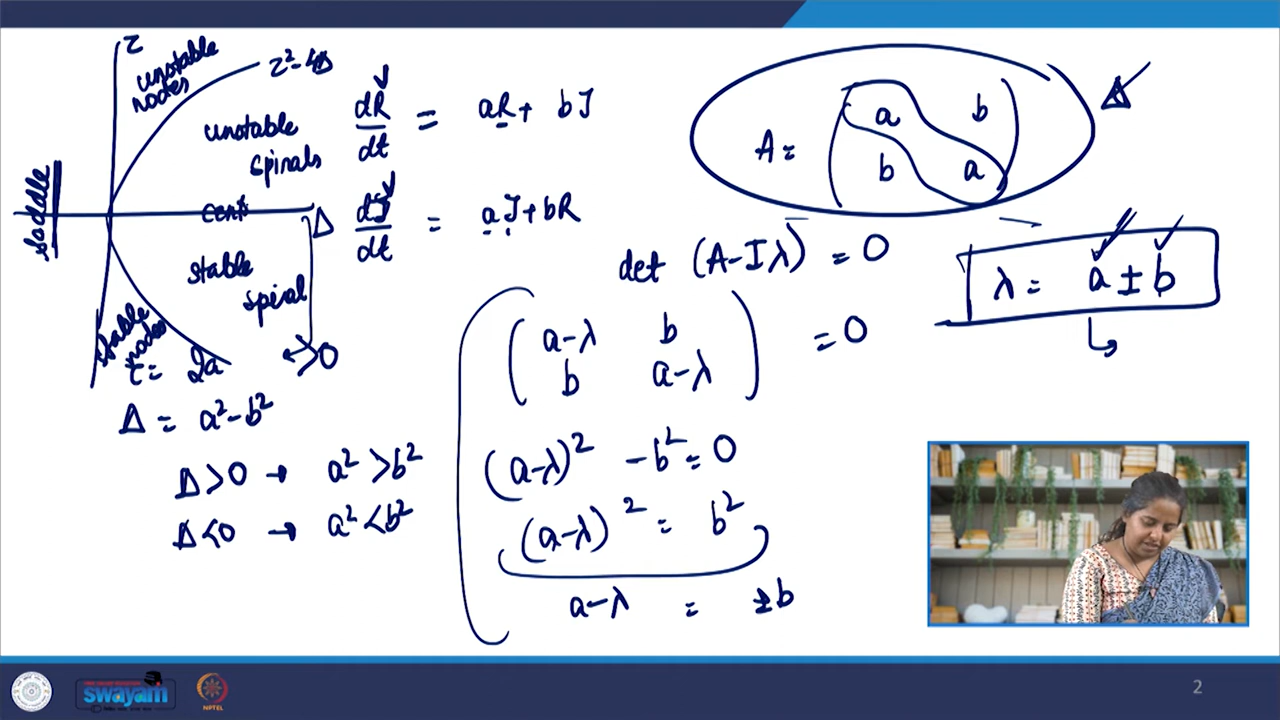 τ
unstable
nodes
τ²-4Δ
unstable
spirals
saddle
Δ
stable
spiral
stable
nodes
τ = 2a
>0
Δ = a²-b²
Δ>0 → a²>b²
Δ<0 → a²<b²
dR/dt = aR + bJ
dJ/dt = aJ+bR
A = ( a b
b a )
Δ
det (A-Iλ) = 0
( a-λ b
b a-λ ) = 0
(a-λ)² - b² = 0
(a-λ)² = b²
a-λ = ±b
λ = a ± b
swayam
NPTEL
2